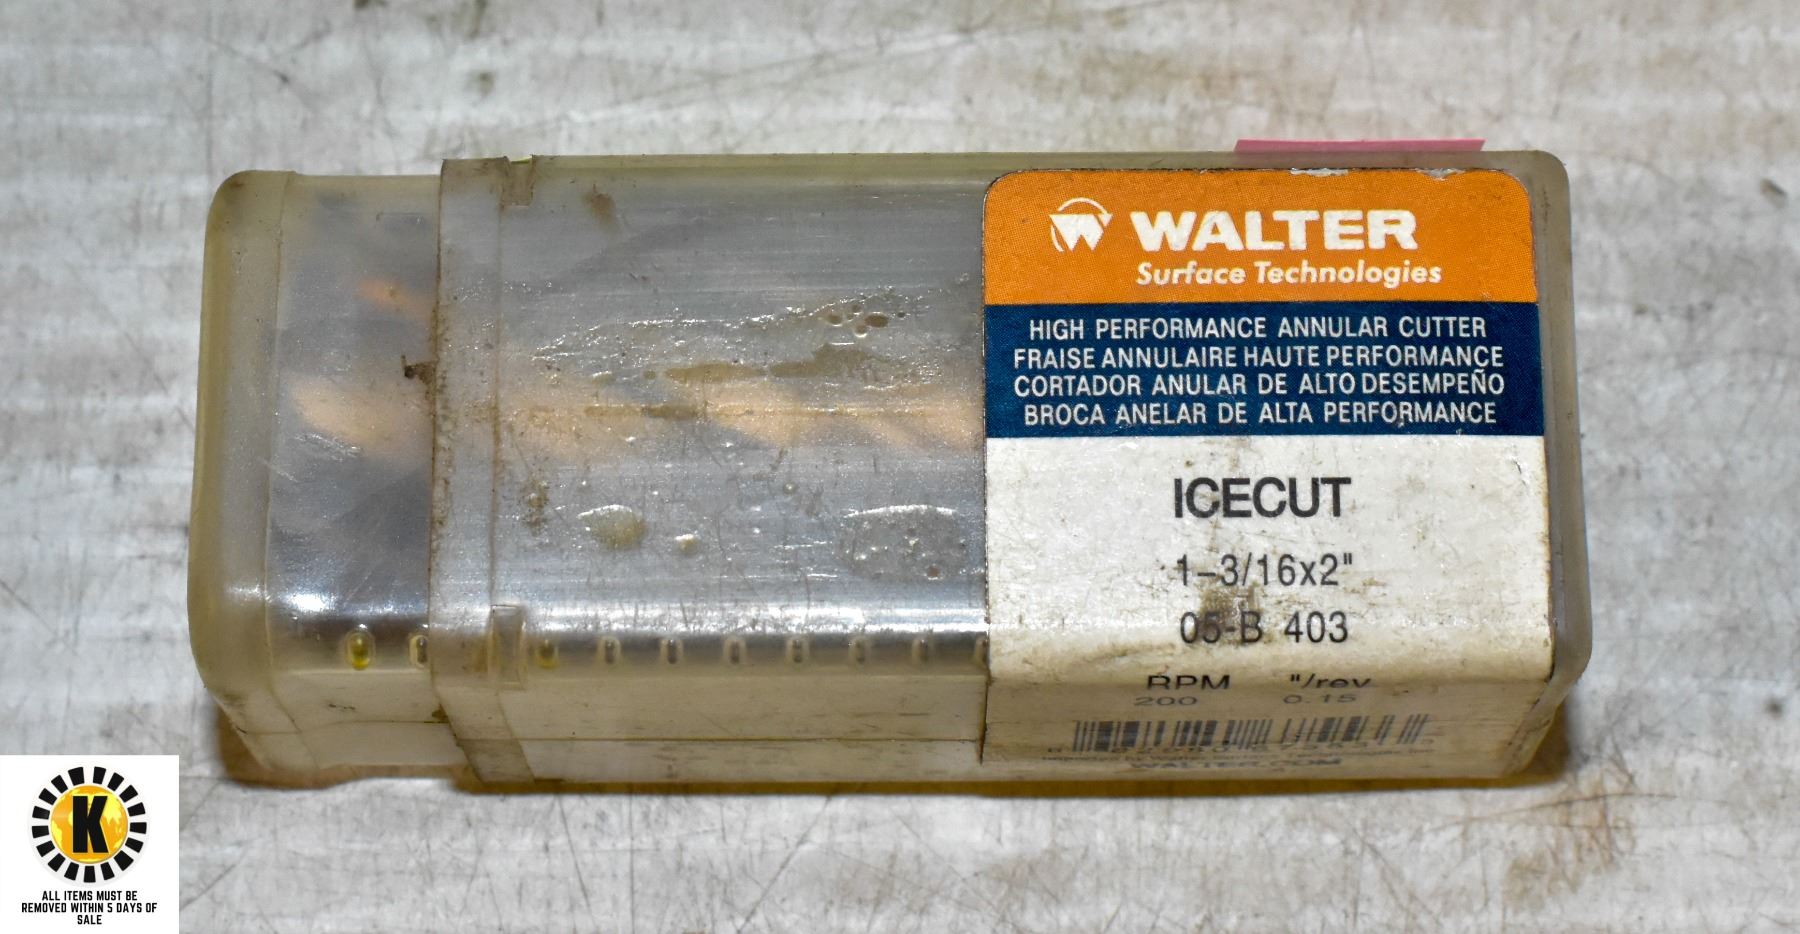 WALTER
Surface Technologies
HIGH PERFORMANCE ANNULAR CUTTER
FRAISE ANNULAIRE HAUTE PERFORMANCE
CORTADOR ANULAR DE ALTO DESEMPEÑO
BROCA ANELAR DE ALTA PERFORMANCE
ICECUT
1-3/16x2"
05-B 403
RPM "/rev
200 0.15
WALTER.COM
K
ALL ITEMS MUST BE
REMOVED WITHIN 5 DAYS OF
SALE